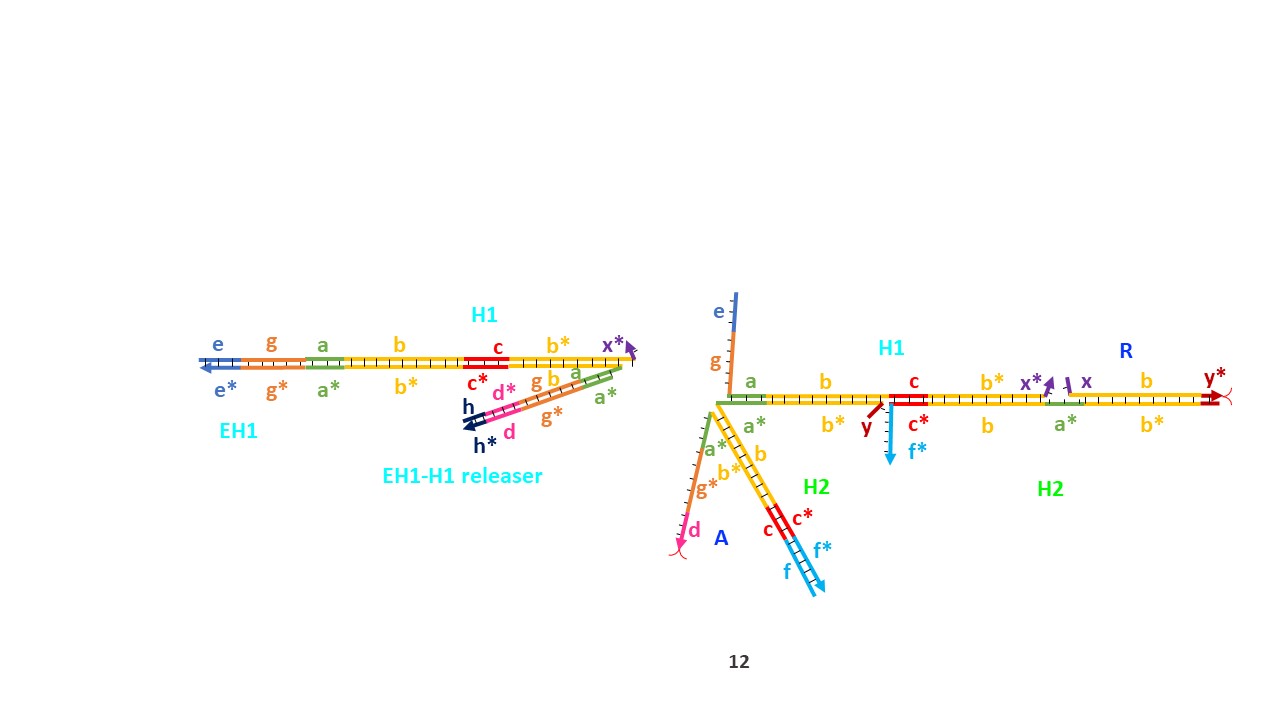 e g a b c b* x*
H1
e* g* a* b* c* d* g b a
h g* a*
h* d
EH1
EH1-H1 releaser
e
g
H1
R
a b c b* x* x b y*
a* b* y c* b a* b*
f*
a* b
b* H2 H2
g*
d A c c*
f f*
12